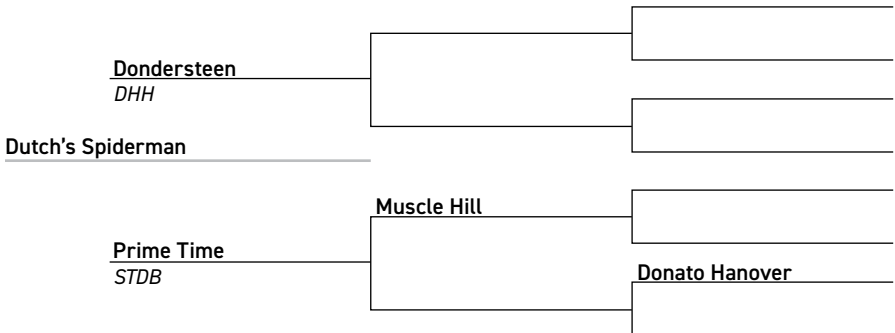 Dondersteen
DHH
Dutch’s Spiderman
Muscle Hill
Prime Time
STDB
Donato Hanover